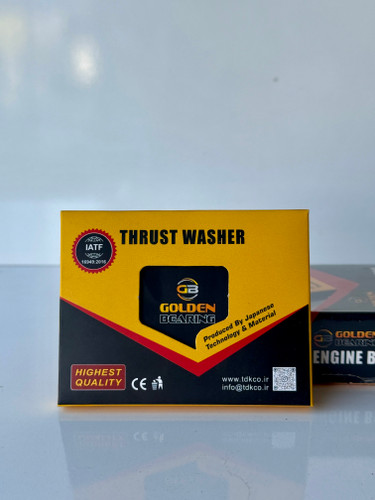 IATF
16949:2016
THRUST WASHER
GB
GOLDEN
BEARING
Produced By Japanese
Technology & Material
HIGHEST
QUALITY
CE
www.tdkco.ir
info@tdkco.ir
GOLDEN
BEARING
ENGINE B